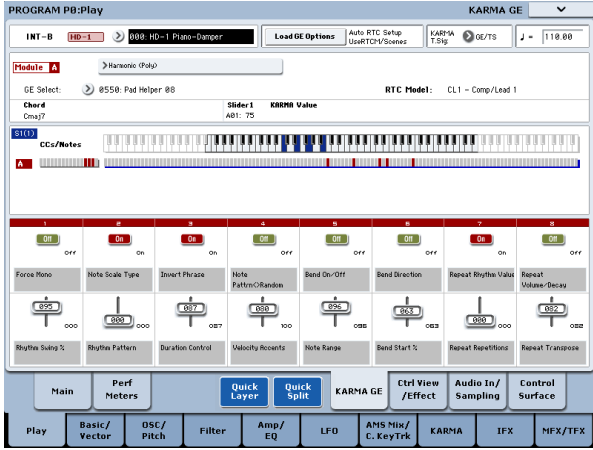 PROGRAM P0:Play KARMA GE
INT-B HD-1 000: HD-1 Piano-Damper Load GE Options Auto RTC Setup UseRTCM/Scenes KARMA T.Sig: GE/TS ♩ = 110.00
Module A Harmonic (Poly)
GE Select: 0550: Pad Helper 08 RTC Model: CL1 - Comp/Lead 1
Chord Slider1 KARMA Value
Cmaj7 A01: 75
S1(1)
CCs/Notes
A
1 2 3 4 5 6 7 8
Off On On Off Off Off On Off
Off On On Off Off Off On Off
Force Mono Note Scale Type Invert Phrase Note Pattrn<>Random Bend On/Off Bend Direction Repeat Rhythm Value Repeat Volume/Decay
095 000 087 080 096 063 000 082
000 000 087 100 096 063 000 082
Rhythm Swing % Rhythm Pattern Duration Control Velocity Accents Note Range Bend Start % Repeat Repetitions Repeat Transpose
Main Perf Meters Quick Layer Quick Split KARMA GE Ctrl View /Effect Audio In/ Sampling Control Surface
Play Basic/ Vector OSC/ Pitch Filter Amp/ EQ LFO AMS Mix/ C.KeyTrk KARMA IFX MFX/TFX